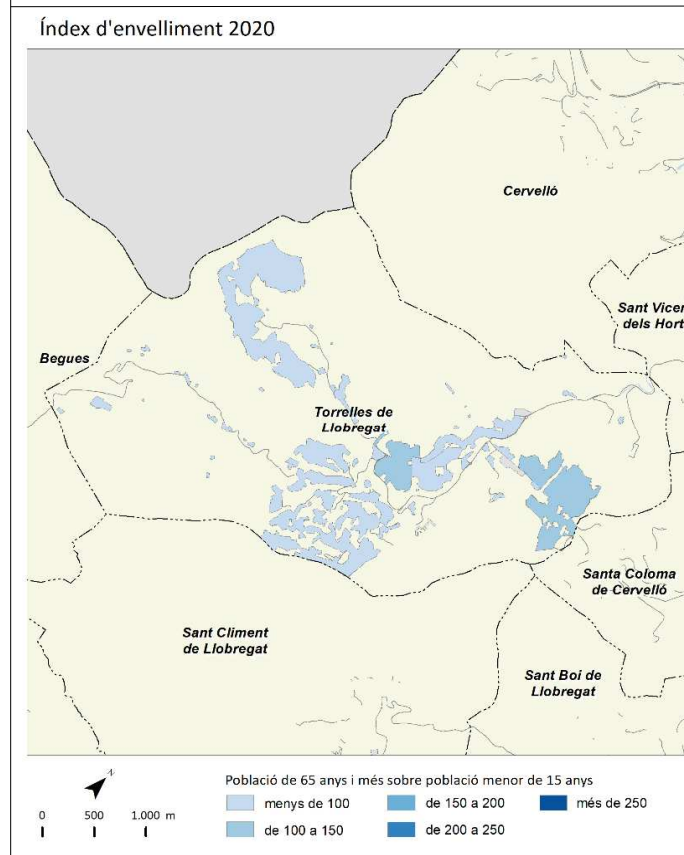 Índex d'envelliment 2020
Cervelló
Sant Vicen
dels Hort
Begues
Torrelles de
Llobregat
Santa Coloma
de Cervelló
Sant Climent
de Llobregat
Sant Boi de
Llobregat
N
0 500 1.000 m
Població de 65 anys i més sobre població menor de 15 anys
menys de 100
de 150 a 200
més de 250
de 100 a 150
de 200 a 250